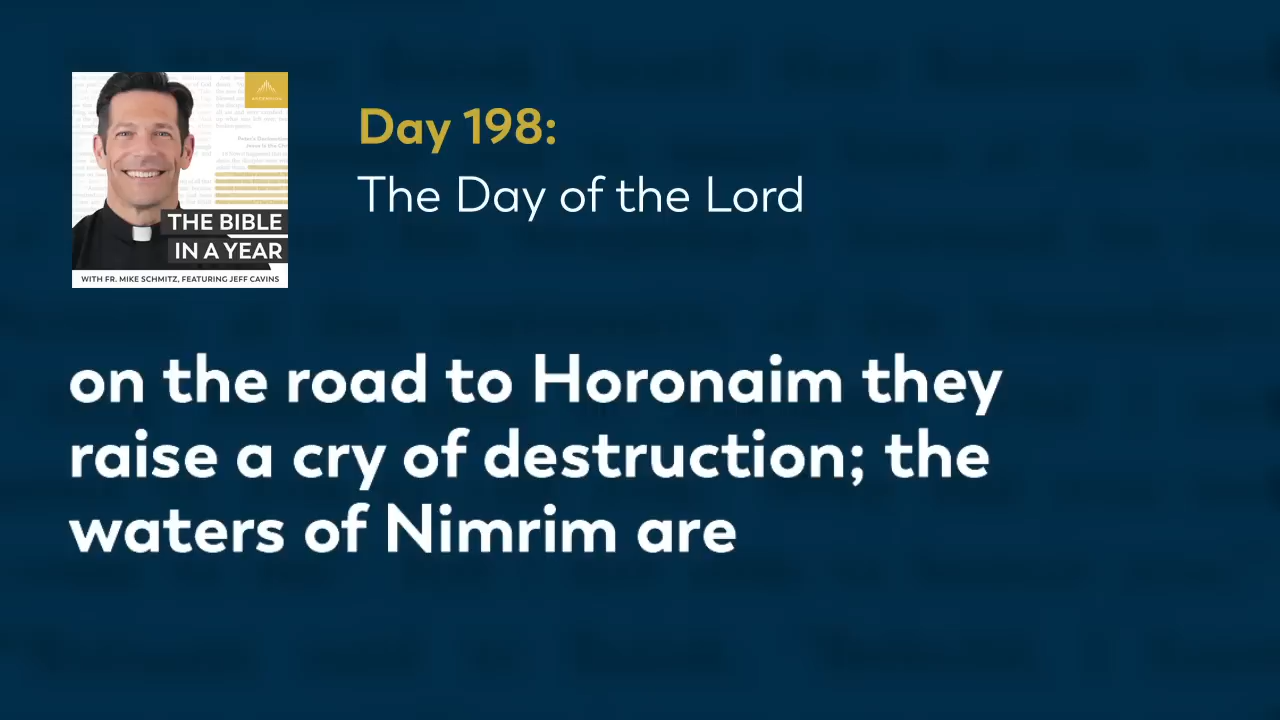 THE BIBLE
IN A YEAR
WITH FR. MIKE SCHMITZ, FEATURING JEFF CAVINS
Day 198:
The Day of the Lord
on the road to Horonaim they
raise a cry of destruction; the
waters of Nimrim are